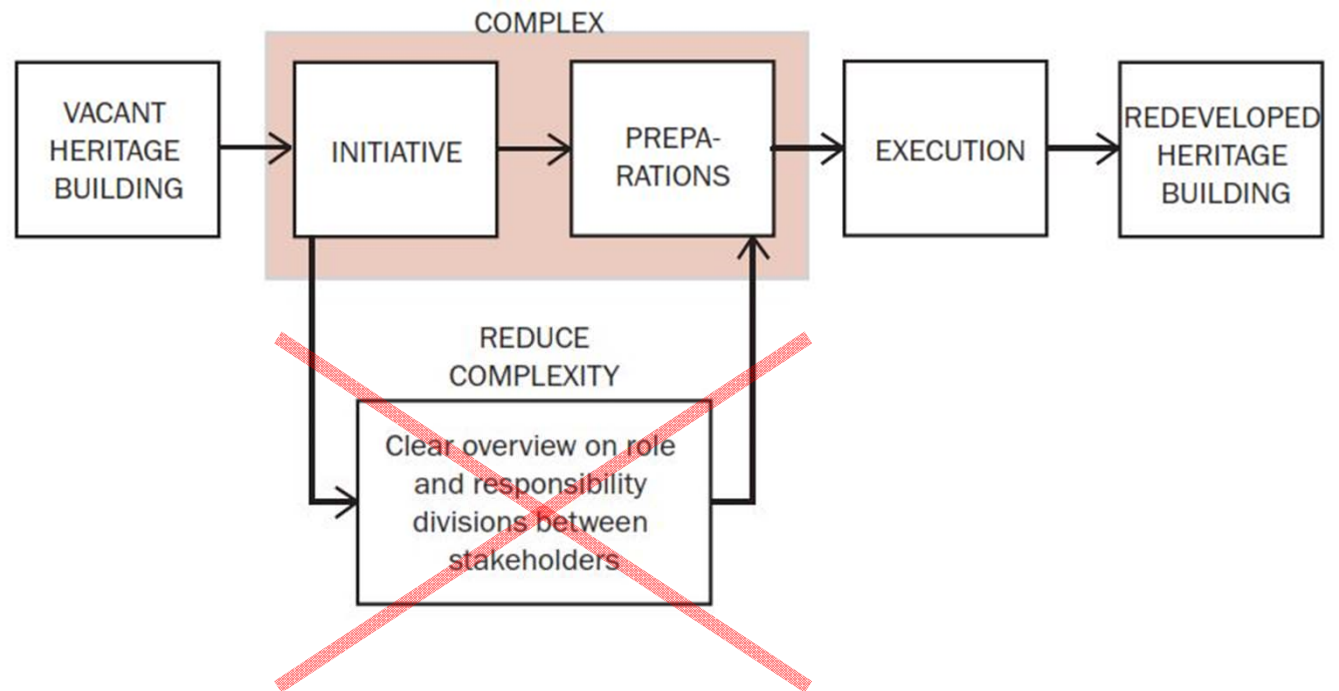 COMPLEX
VACANT
HERITAGE
BUILDING
INITIATIVE
PREPA-
RATIONS
EXECUTION
REDEVELOPED
HERITAGE
BUILDING
REDUCE
COMPLEXITY
Clear overview on role
and responsibility
divisions between
stakeholders